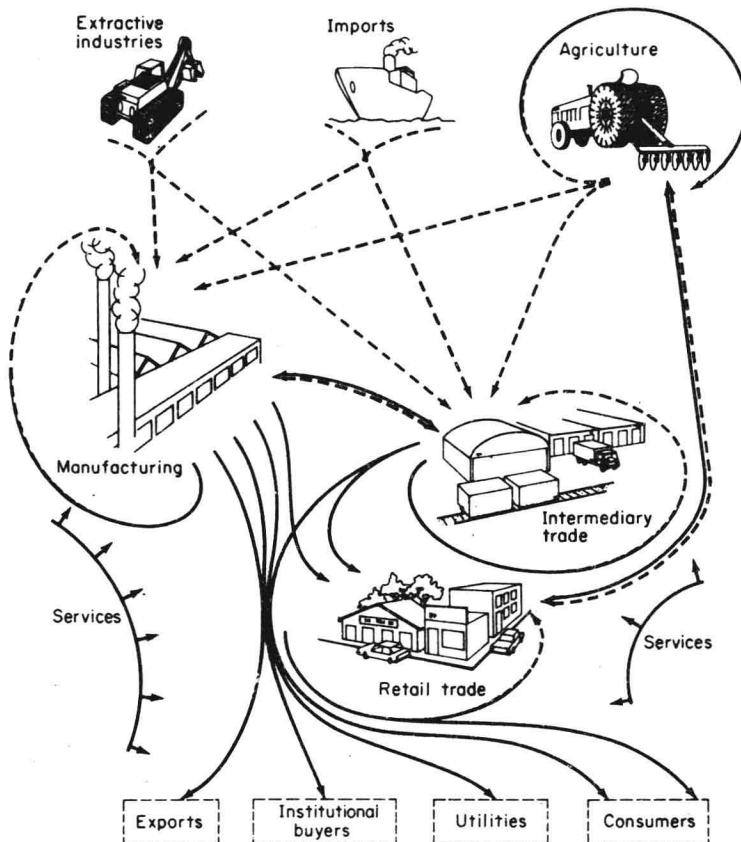 Extractive
industries
Imports
Agriculture
Manufacturing
Intermediary
trade
Services
Services
Retail trade
Exports
Institutional
buyers
Utilities
Consumers